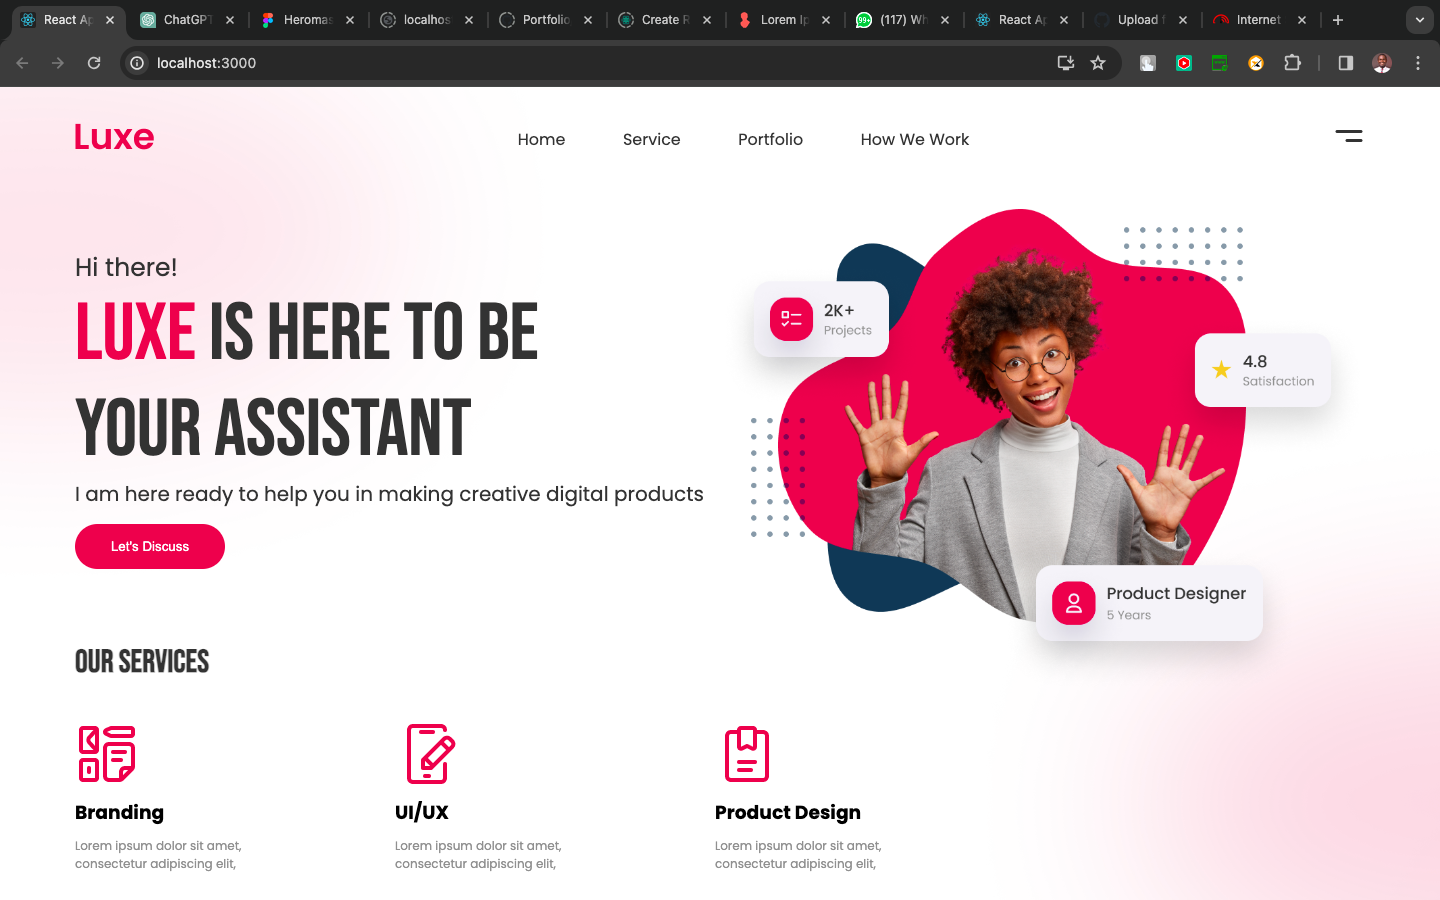 React Ap
ChatGPT
Heromas
localhos
Portfolio
Create R
Lorem Ip
99+
(117) Wh
React Ap
Upload f
Internet
localhost:3000
Luxe
Home
Service
Portfolio
How We Work
Hi there!
LUXE IS HERE TO BE
YOUR ASSISTANT
I am here ready to help you in making creative digital products
Let's Discuss
2K+
Projects
4.8
Satisfaction
Product Designer
5 Years
OUR SERVICES
Branding
Lorem ipsum dolor sit amet,
consectetur adipiscing elit,
UI/UX
Lorem ipsum dolor sit amet,
consectetur adipiscing elit,
Product Design
Lorem ipsum dolor sit amet,
consectetur adipiscing elit,